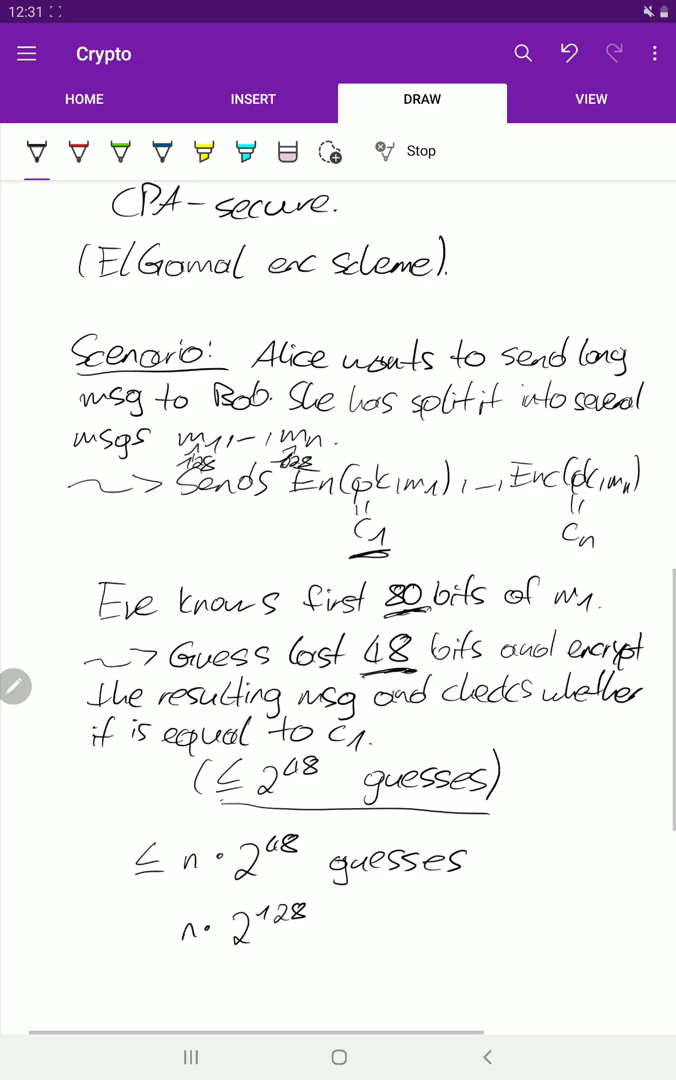 12:31
Crypto
HOME INSERT DRAW VIEW
Stop
CPA-secure.
(ElGamal enc scheme).
Scenario: Alice wants to send long
msg to Bob. She has split it into several
msgs m1, -, mn.
128 128
~> Sends En(pk,m1), -, Enc(pk,mn)
= =
C1 Cn
Eve knows first 80 bits of m1.
~> Guess last 48 bits and encrypt
the resulting msg and checks whether
if is equal to C1.
(≤ 2^48 guesses)
≤ n · 2^48 guesses
n · 2^128